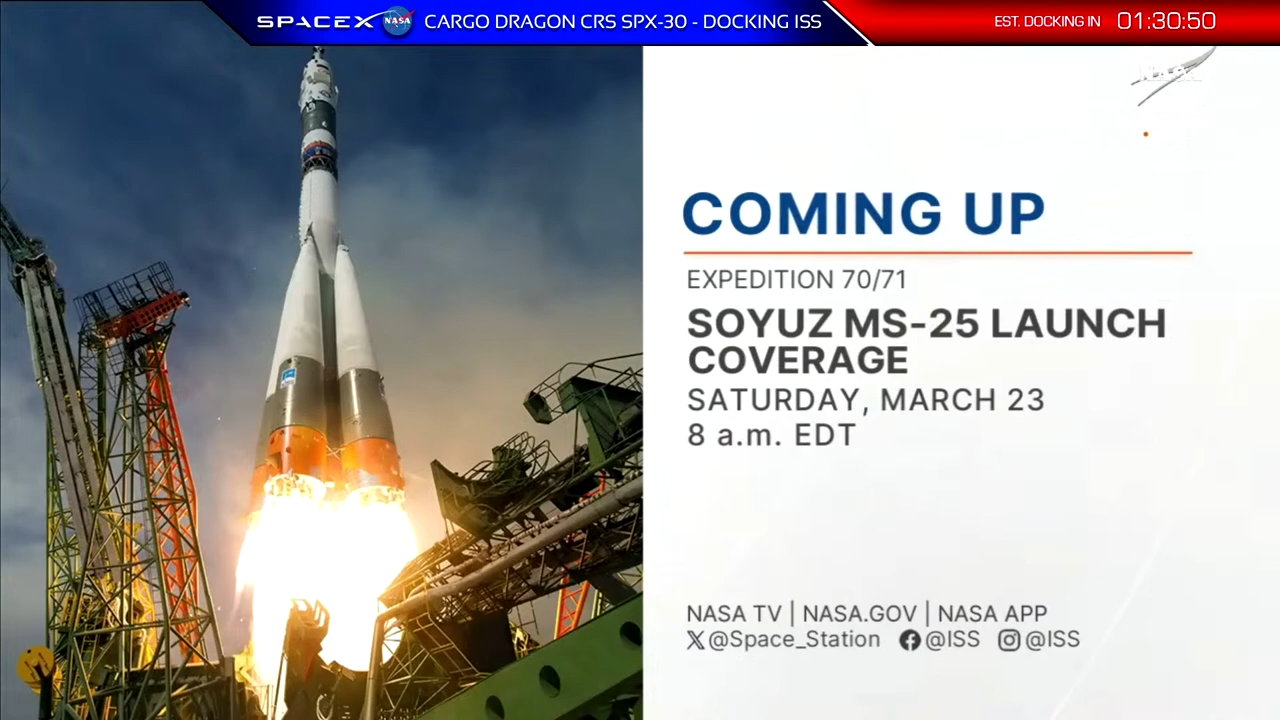 SPACEX NASA CARGO DRAGON CRS SPX-30 - DOCKING ISS EST. DOCKING IN 01:30:50
NASA
COMING UP
EXPEDITION 70/71
SOYUZ MS-25 LAUNCH
COVERAGE
SATURDAY, MARCH 23
8 a.m. EDT
NASA TV | NASA.GOV | NASA APP
X@Space_Station @ISS @ISS